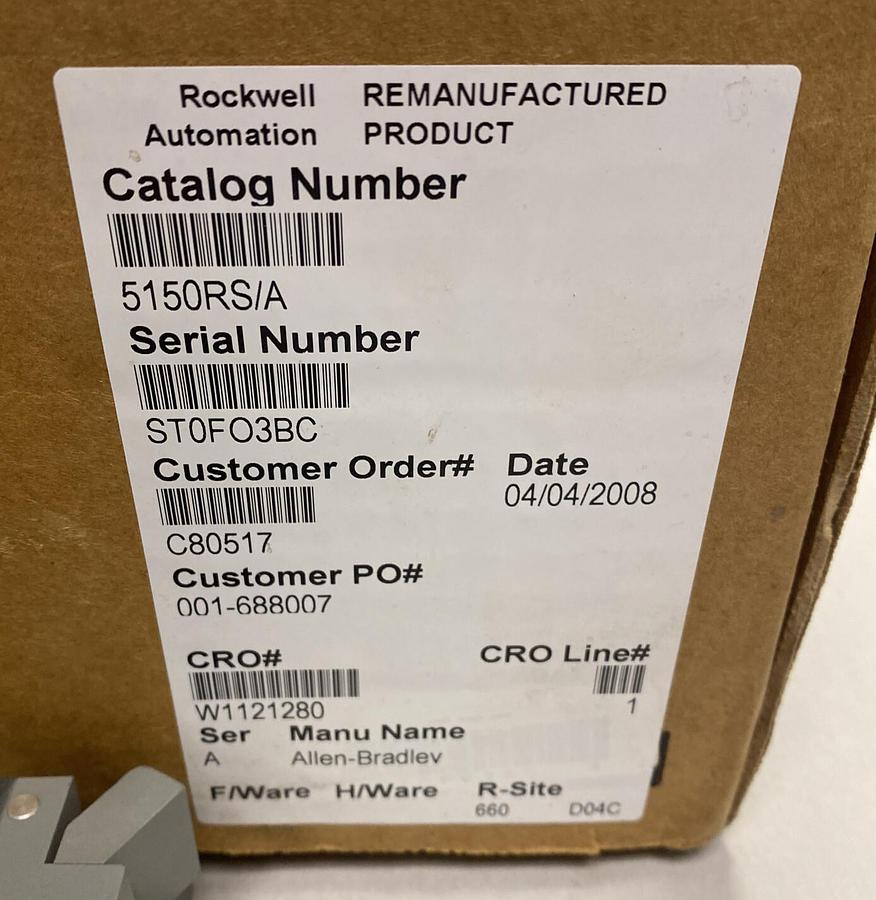 Rockwell REMANUFACTURED
Automation PRODUCT
Catalog Number
5150RS/A
Serial Number
ST0FO3BC
Customer Order# Date
04/04/2008
C80517
Customer PO#
001-688007
CRO# CRO Line#
W1121280 1
Ser Manu Name
A Allen-Bradley
F/Ware H/Ware R-Site
660 D04C